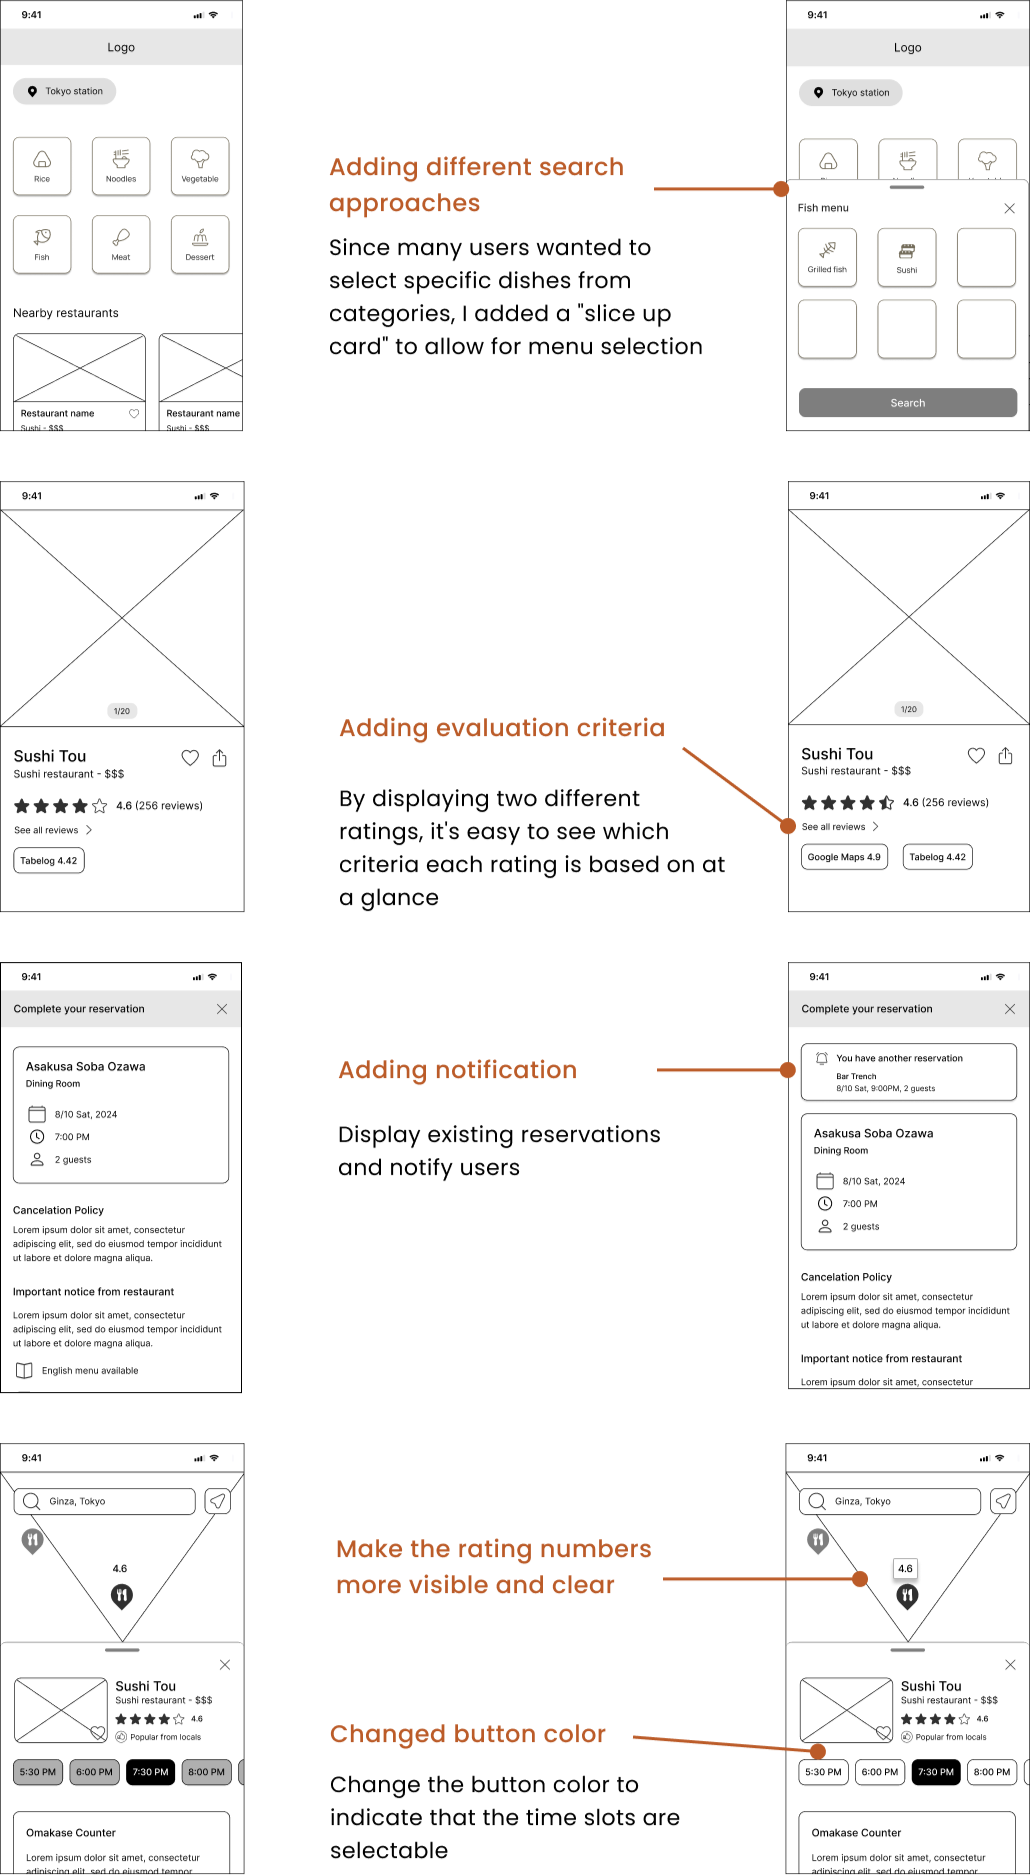 9:41
Logo
Tokyo station
Rice
Noodles
Vegetable
Fish
Meat
Dessert
Nearby restaurants
Restaurant name
Sushi - $$$
Restaurant name
Sushi - $$$
Adding different search
approaches
Since many users wanted to
select specific dishes from
categories, I added a "slice up
card" to allow for menu selection
9:41
Logo
Tokyo station
Fish menu
Grilled fish
Sushi
Search
9:41
1/20
Sushi Tou
Sushi restaurant - $$$
4.6 (256 reviews)
See all reviews
Tabelog 4.42
Adding evaluation criteria
By displaying two different
ratings, it's easy to see which
criteria each rating is based on at
a glance
9:41
1/20
Sushi Tou
Sushi restaurant - $$$
4.6 (256 reviews)
See all reviews
Google Maps 4.9
Tabelog 4.42
9:41
Complete your reservation
Asakusa Soba Ozawa
Dining Room
8/10 Sat, 2024
7:00 PM
2 guests
Cancelation Policy
Lorem ipsum dolor sit amet, consectetur
adipiscing elit, sed do eiusmod tempor incididunt
ut labore et dolore magna aliqua.
Important notice from restaurant
Lorem ipsum dolor sit amet, consectetur
adipiscing elit, sed do eiusmod tempor incididunt
ut labore et dolore magna aliqua.
English menu available
Adding notification
Display existing reservations
and notify users
9:41
Complete your reservation
You have another reservation
Bar Trench
8/10 Sat, 9:00PM, 2 guests
Asakusa Soba Ozawa
Dining Room
8/10 Sat, 2024
7:00 PM
2 guests
Cancelation Policy
Lorem ipsum dolor sit amet, consectetur
adipiscing elit, sed do eiusmod tempor incididunt
ut labore et dolore magna aliqua.
Important notice from restaurant
Lorem ipsum dolor sit amet, consectetur
9:41
Ginza, Tokyo
4.6
Sushi Tou
Sushi restaurant - $$$
4.6
Popular from locals
5:30 PM
6:00 PM
7:30 PM
8:00 PM
Omakase Counter
Lorem ipsum dolor sit amet, consectetur
adipiscing elit, sed do eiusmod tempor
Make the rating numbers
more visible and clear
Changed button color
Change the button color to
indicate that the time slots are
selectable
9:41
Ginza, Tokyo
4.6
Sushi Tou
Sushi restaurant - $$$
4.6
Popular from locals
5:30 PM
6:00 PM
7:30 PM
8:00 PM
Omakase Counter
Lorem ipsum dolor sit amet, consectetur
adipiscing elit, sed do eiusmod tempor